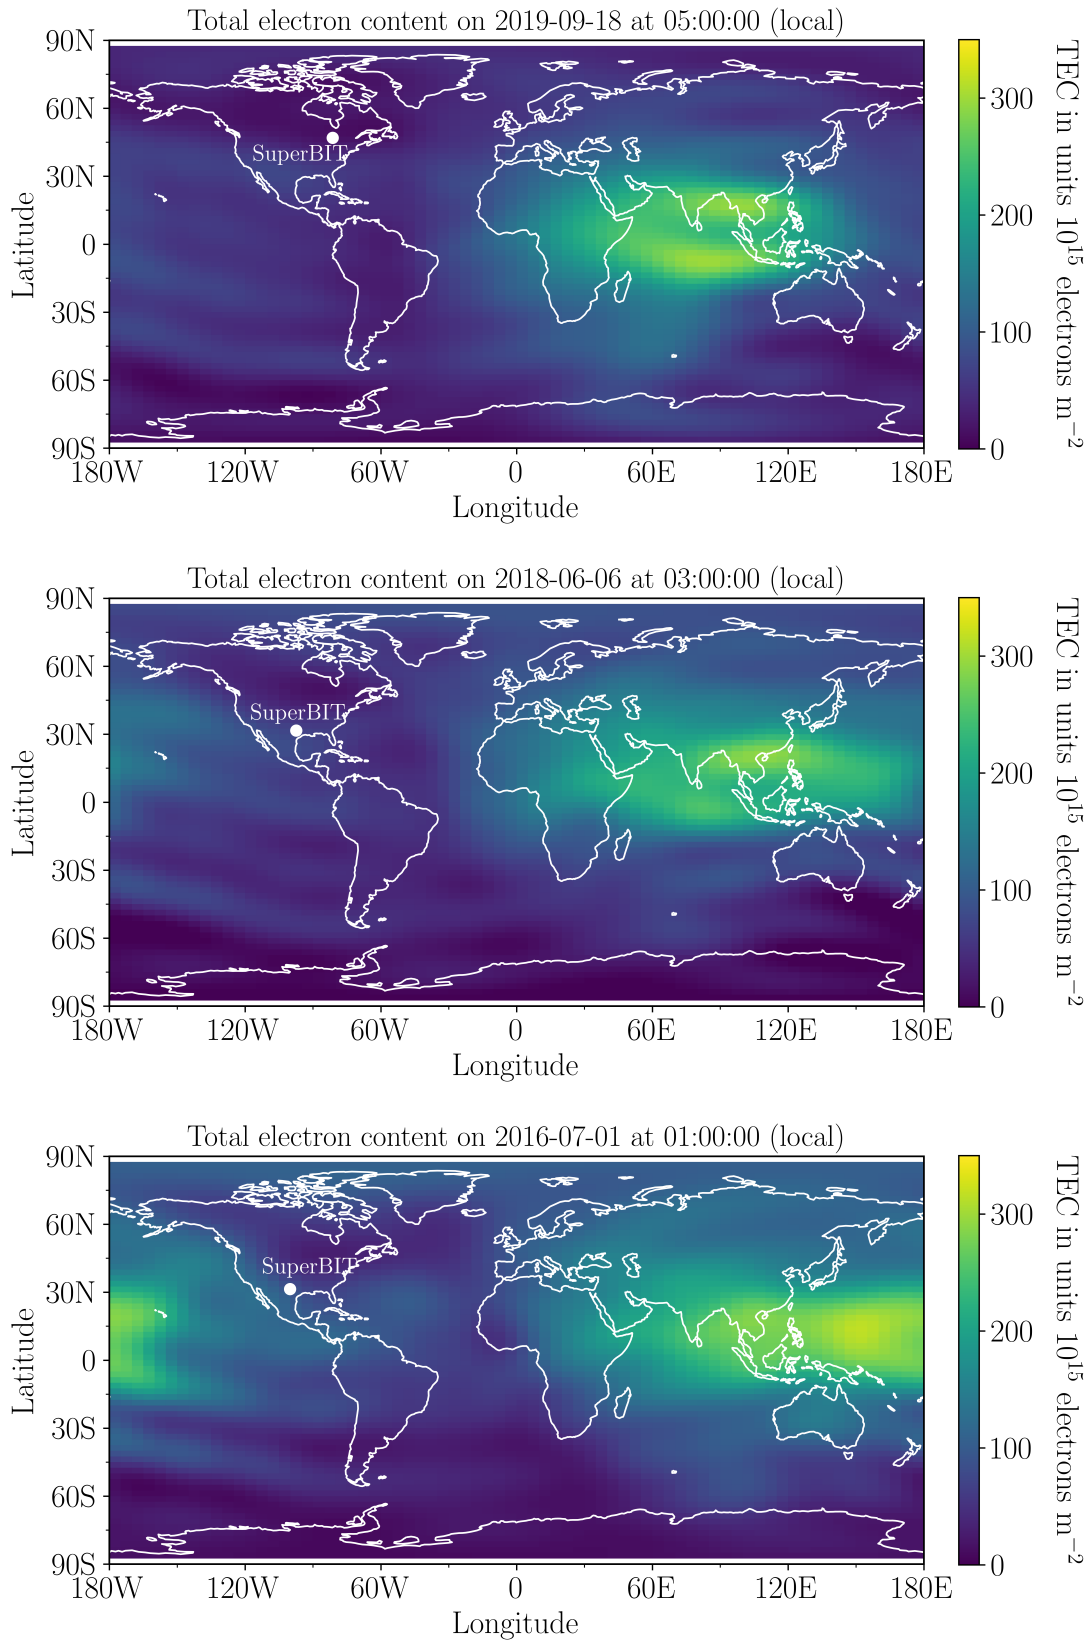 Total electron content on 2019-09-18 at 05:00:00 (local)
90N
60N
30N
0
30S
60S
90S
Latitude
SuperBIT
180W 120W 60W 0 60E 120E 180E
Longitude
300
200
100
0
TEC in units 10¹⁵ electrons m⁻²
Total electron content on 2018-06-06 at 03:00:00 (local)
90N
60N
30N
0
30S
60S
90S
Latitude
SuperBIT
180W 120W 60W 0 60E 120E 180E
Longitude
300
200
100
0
TEC in units 10¹⁵ electrons m⁻²
Total electron content on 2016-07-01 at 01:00:00 (local)
90N
60N
30N
0
30S
60S
90S
Latitude
SuperBIT
180W 120W 60W 0 60E 120E 180E
Longitude
300
200
100
0
TEC in units 10¹⁵ electrons m⁻²